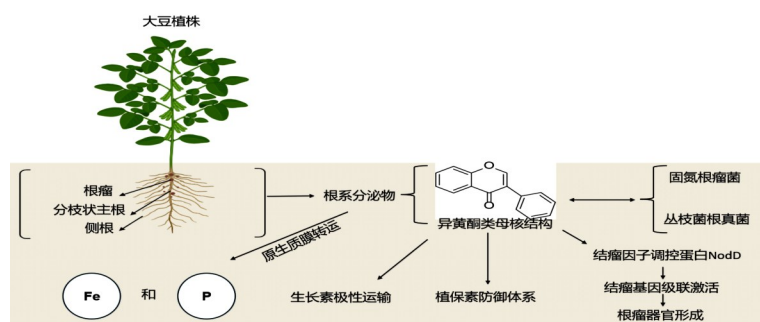 大豆植株
根瘤
分枝状主根
侧根
根系分泌物
O
O
异黄酮类母核结构
固氮根瘤菌
丛枝菌根真菌
原生质膜转运
Fe 和 P
生长素极性运输
植保素防御体系
结瘤因子调控蛋白NodD
结瘤基因级联激活
根瘤器官形成